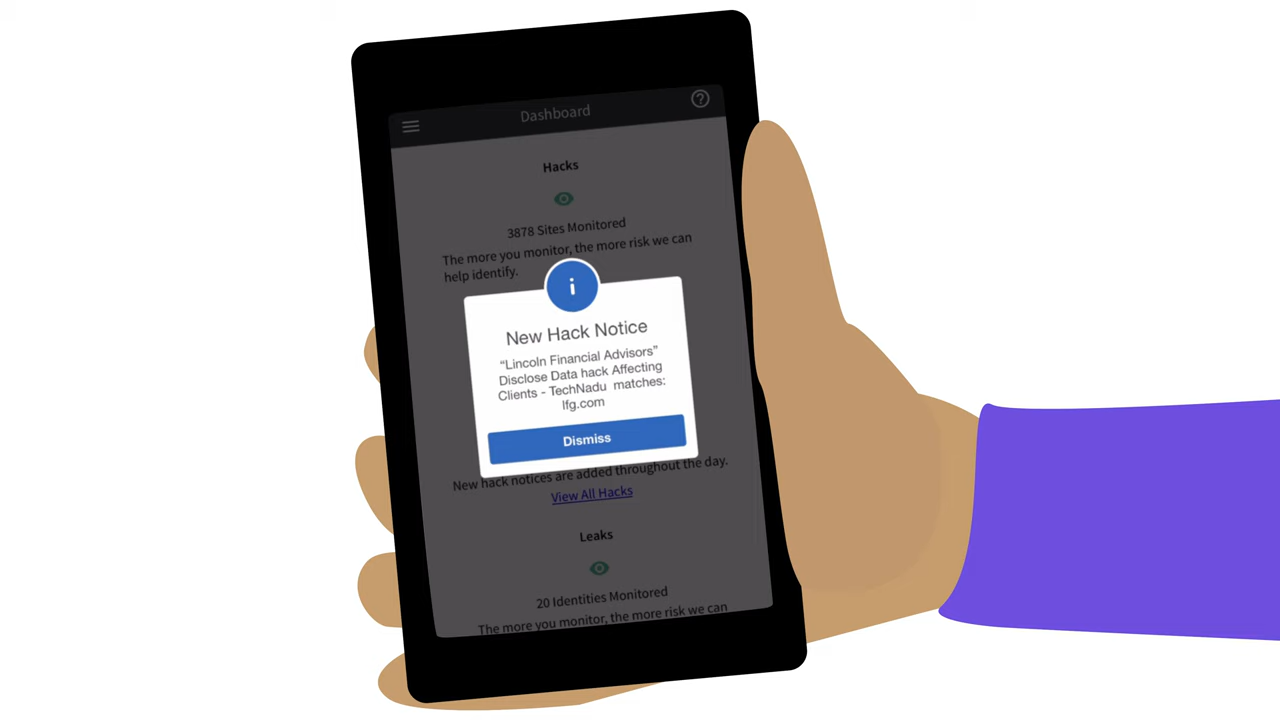 Dashboard
Hacks
3878 Sites Monitored
The more you monitor, the more risk we can
help identify.
New Hack Notice
“Lincoln Financial Advisors”
Disclose Data hack Affecting
Clients - TechNadu matches:
lfg.com
Dismiss
New hack notices are added throughout the day.
View All Hacks
Leaks
20 Identities Monitored
The more you monitor, the more risk we can